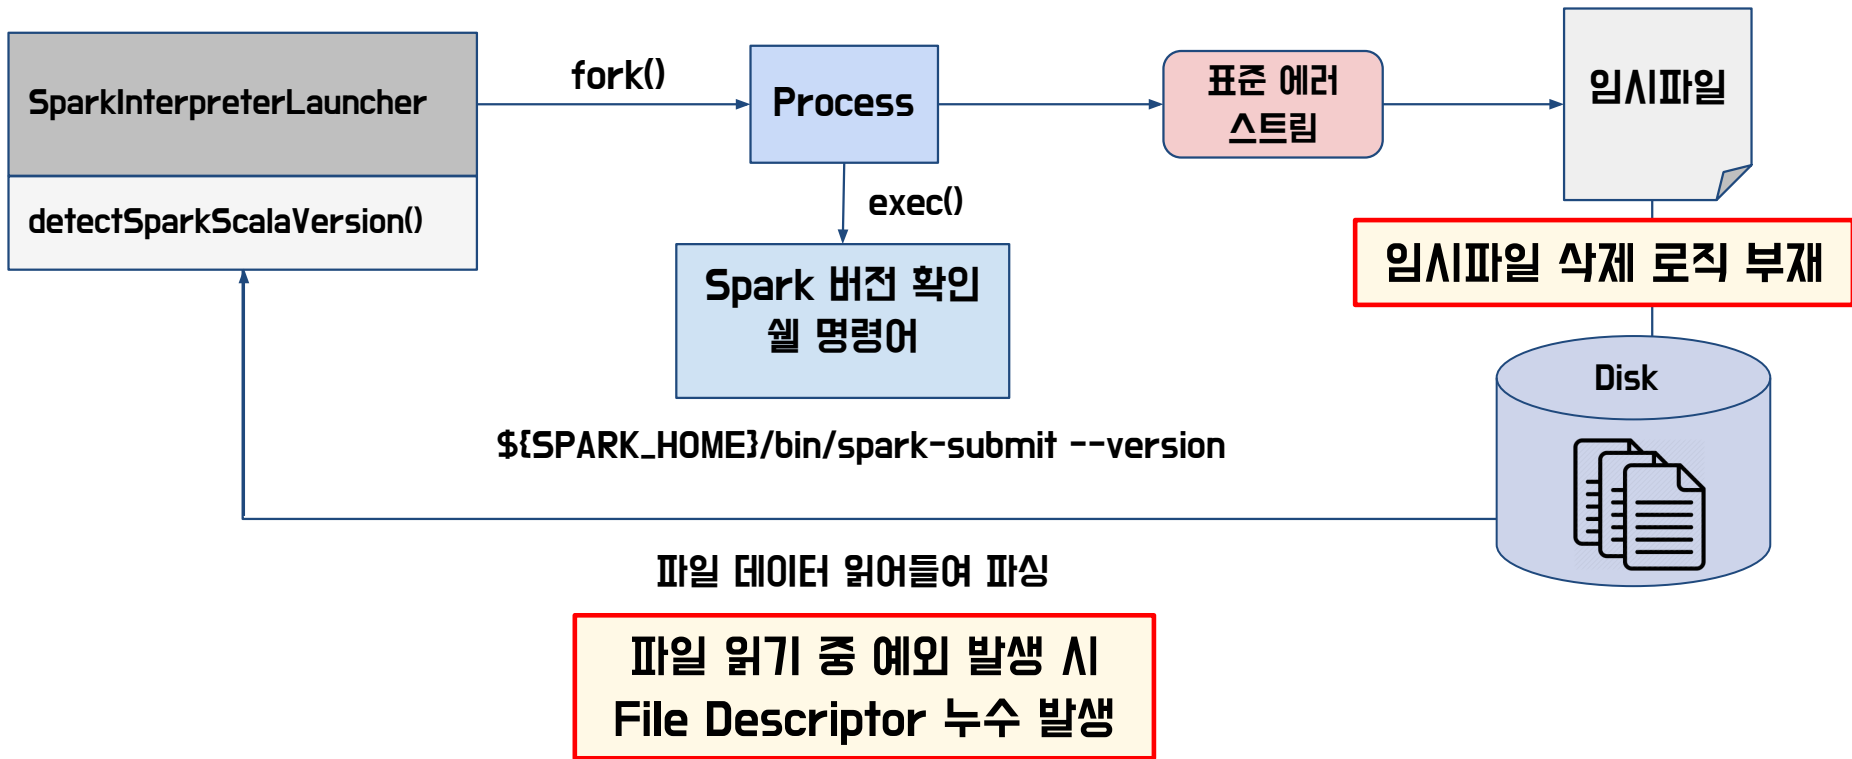 SparkInterpreterLauncher
detectSparkScalaVersion()
fork()
Process
exec()
Spark 버전 확인
쉘 명령어
${SPARK_HOME}/bin/spark-submit --version
표준 에러
스트림
임시파일
임시파일 삭제 로직 부재
Disk
파일 데이터 읽어들여 파싱
파일 읽기 중 예외 발생 시
File Descriptor 누수 발생